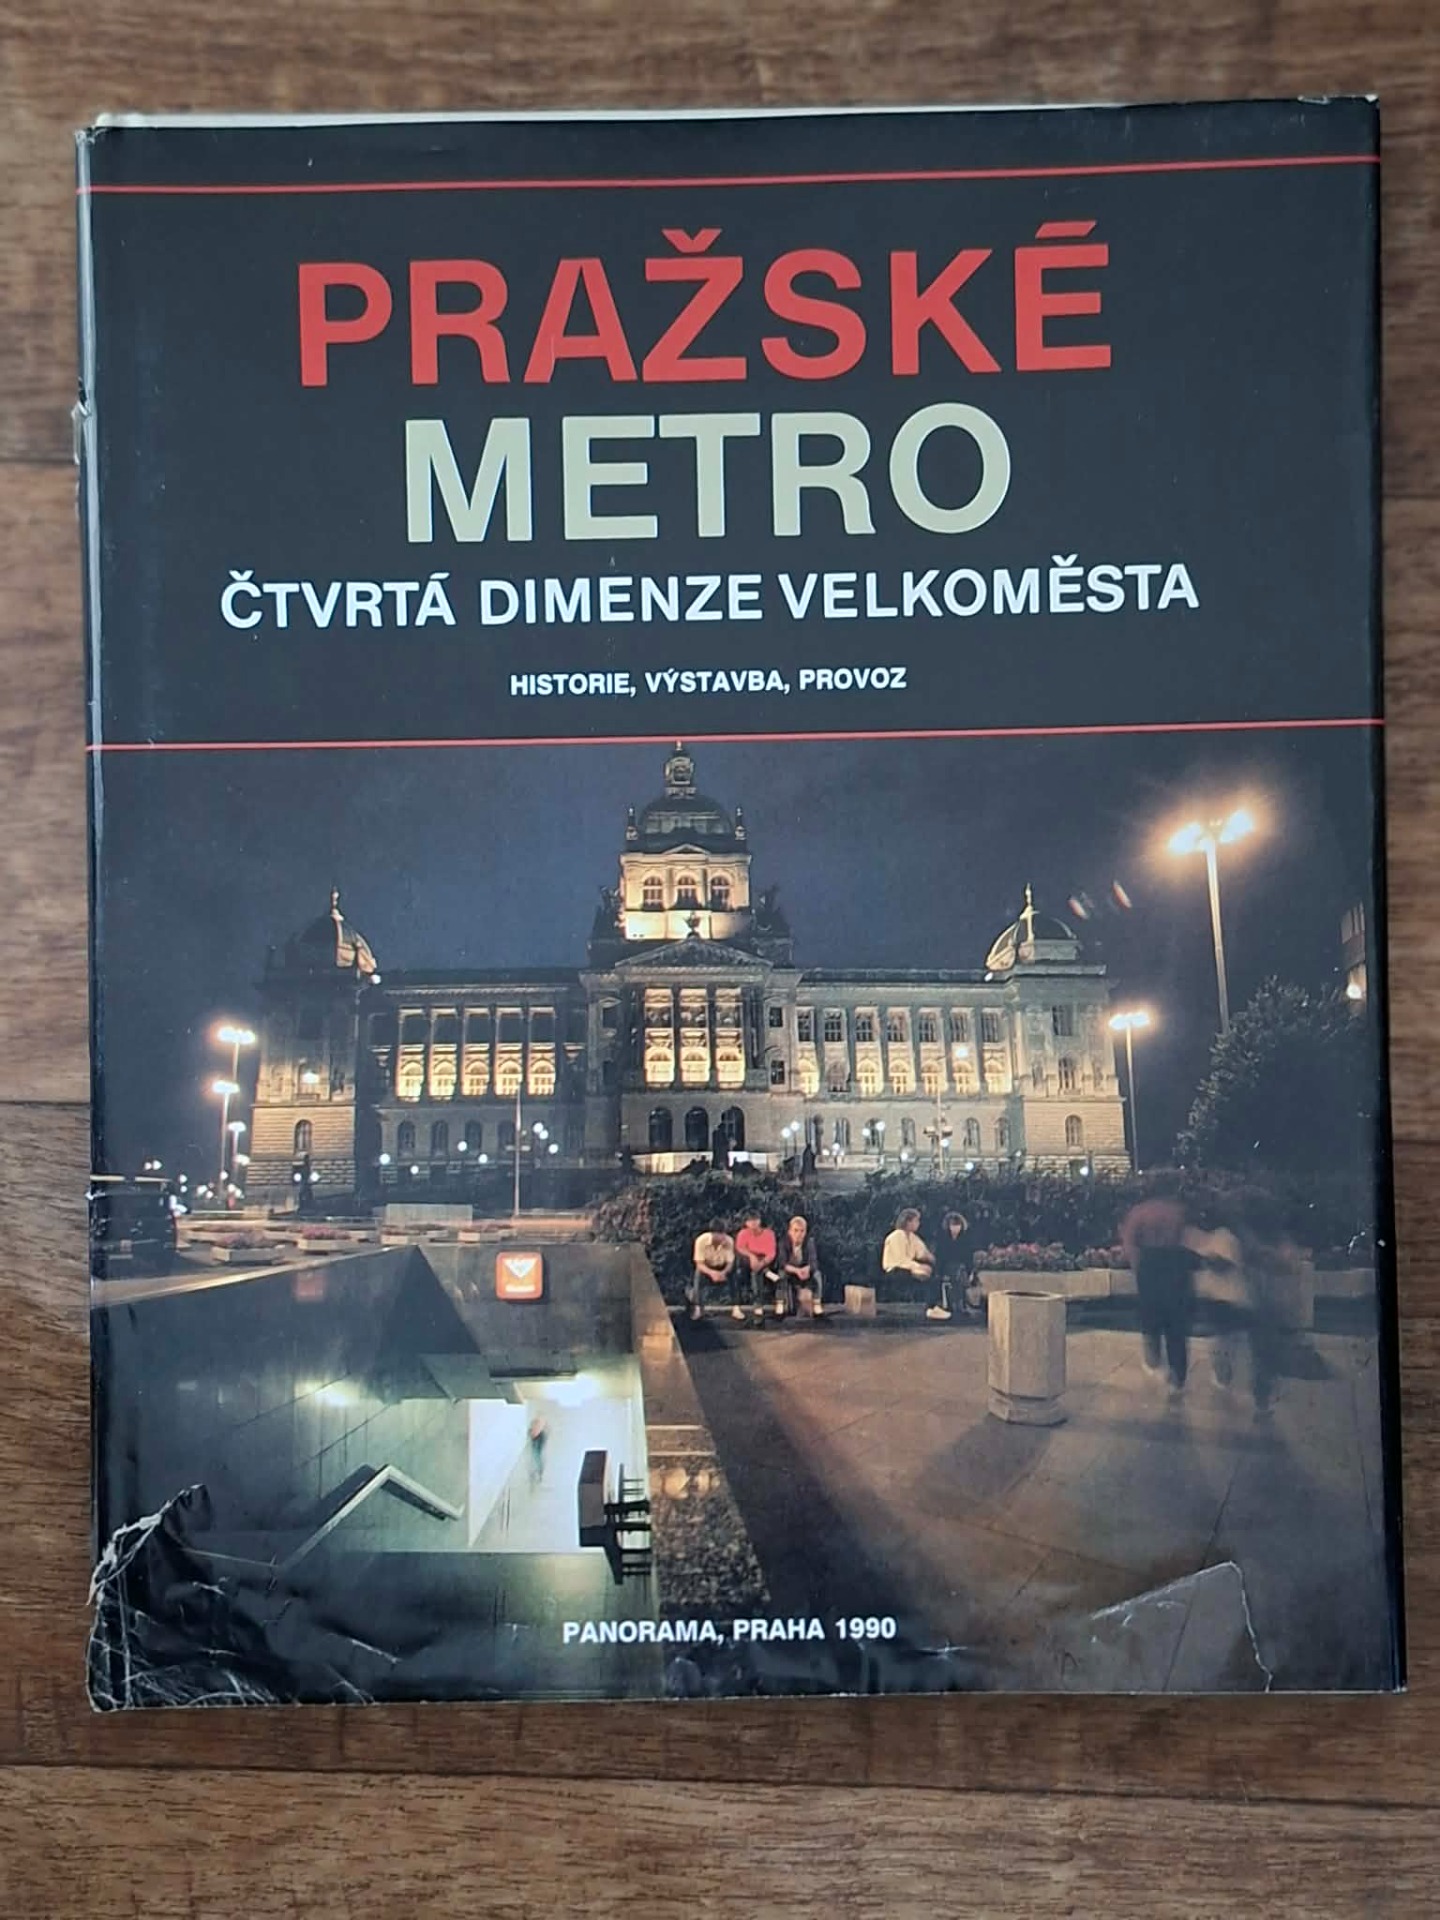 PRAŽSKÉ
METRO
ČTVRTÁ DIMENZE VELKOMĚSTA
HISTORIE, VÝSTAVBA, PROVOZ
PANORAMA, PRAHA 1990